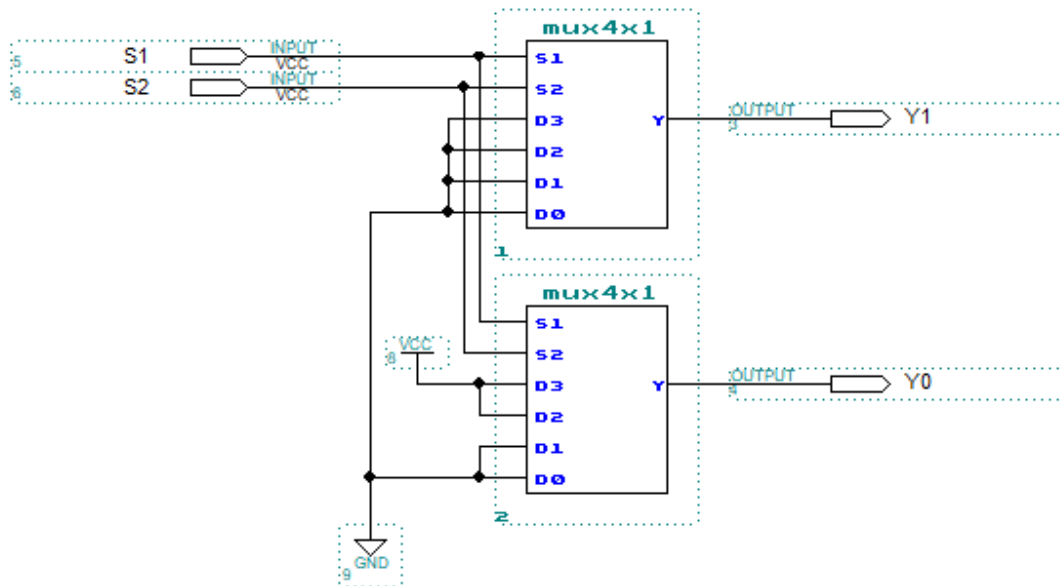 mux4x1
5 S1 INPUT VCC
6 S2 INPUT VCC
S1
S2
D3
D2
D1
D0
Y
OUTPUT
3
Y1
1
mux4x1
S1
S2
D3
D2
D1
D0
Y
VCC
8
OUTPUT
4
Y0
2
GND
9